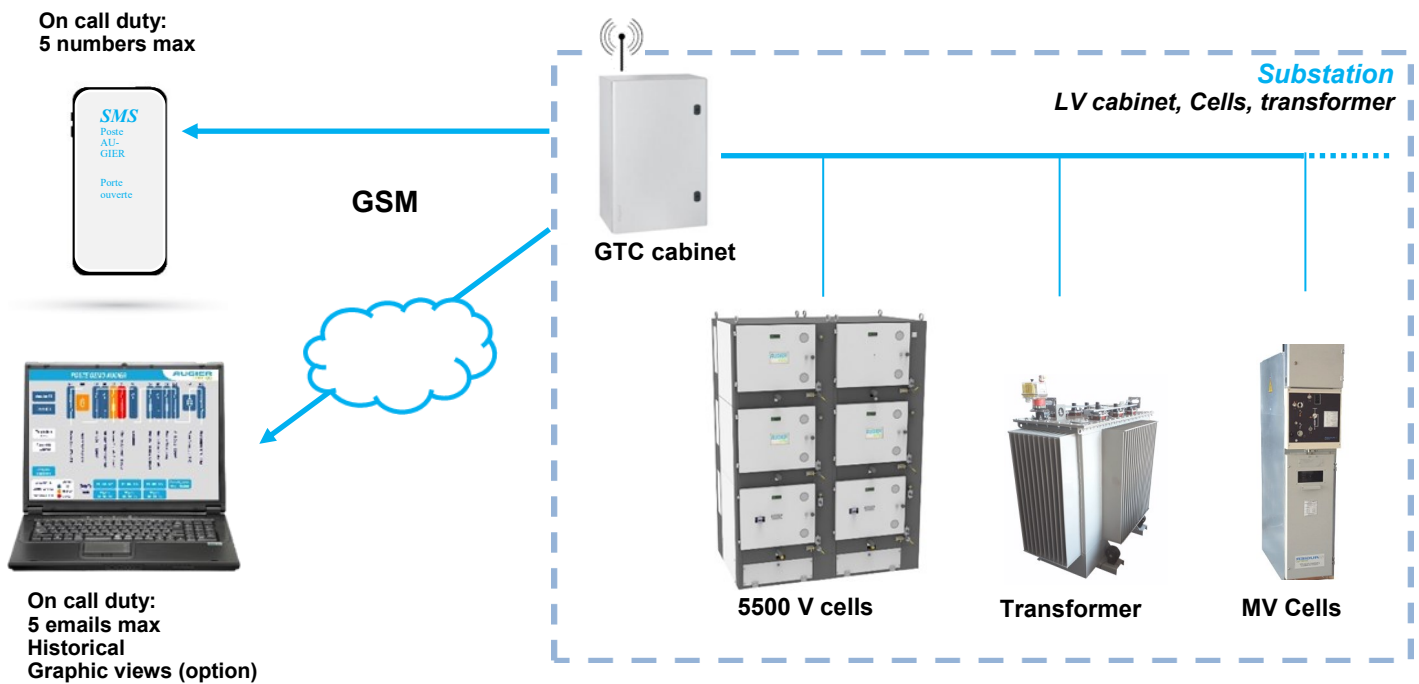 On call duty:
5 numbers max
SMS
Poste
AU-
GIER
Porte
ouverte
GSM
Substation
LV cabinet, Cells, transformer
GTC cabinet
AUGIER
5500 V cells
Transformer
MV Cells
On call duty:
5 emails max
Historical
Graphic views (option)